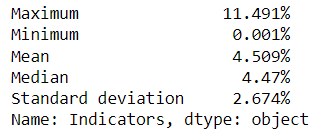 Maximum 11.491%
Minimum 0.001%
Mean 4.509%
Median 4.47%
Standard deviation 2.674%
Name: Indicators, dtype: object